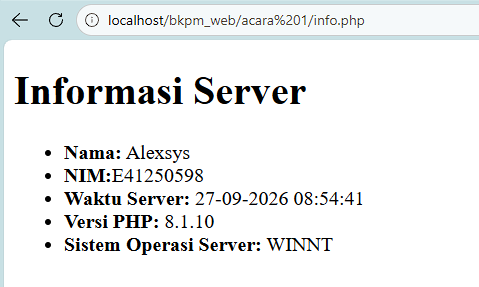 localhost/bkpm_web/acara%201/info.php
Informasi Server
Nama: Alexsys
NIM:E41250598
Waktu Server: 27-09-2026 08:54:41
Versi PHP: 8.1.10
Sistem Operasi Server: WINNT